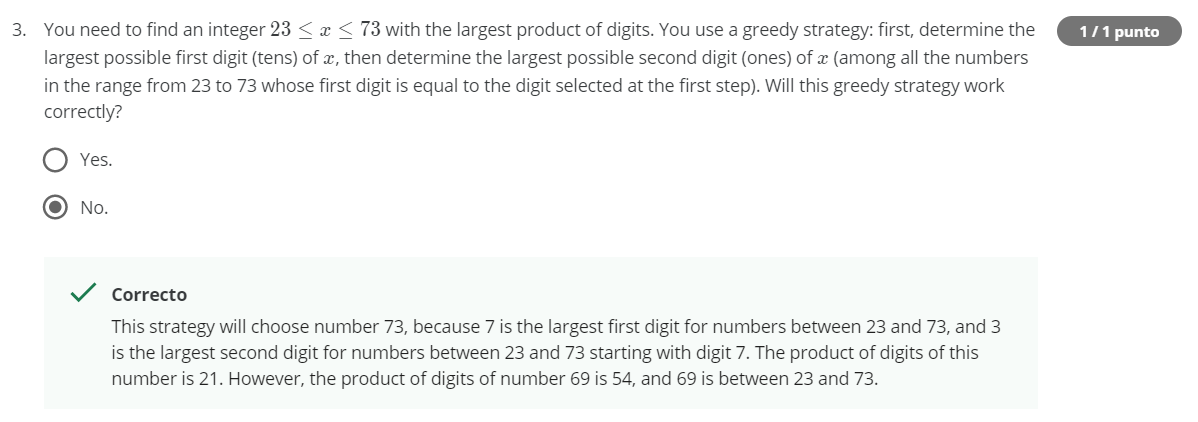 3. You need to find an integer 23 ≤ x ≤ 73 with the largest product of digits. You use a greedy strategy: first, determine the
1 / 1 punto
largest possible first digit (tens) of x, then determine the largest possible second digit (ones) of x (among all the numbers
in the range from 23 to 73 whose first digit is equal to the digit selected at the first step). Will this greedy strategy work
correctly?
Yes.
No.
Correcto
This strategy will choose number 73, because 7 is the largest first digit for numbers between 23 and 73, and 3
is the largest second digit for numbers between 23 and 73 starting with digit 7. The product of digits of this
number is 21. However, the product of digits of number 69 is 54, and 69 is between 23 and 73.